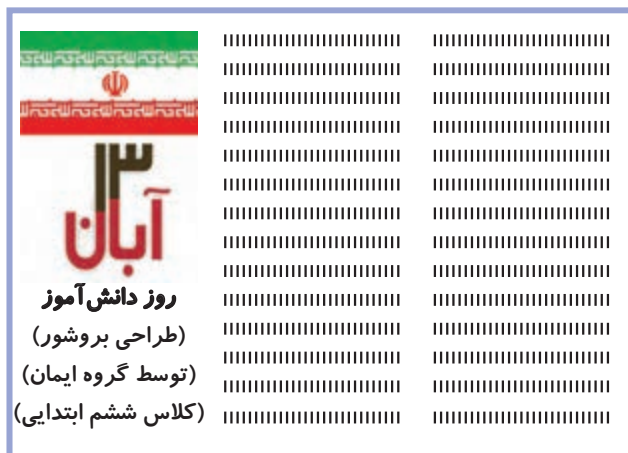 ۱۳
آبان
روز دانش‌آموز
(طراحی بروشور)
(توسط گروه ایمان)
(کلاس ششم ابتدایی)